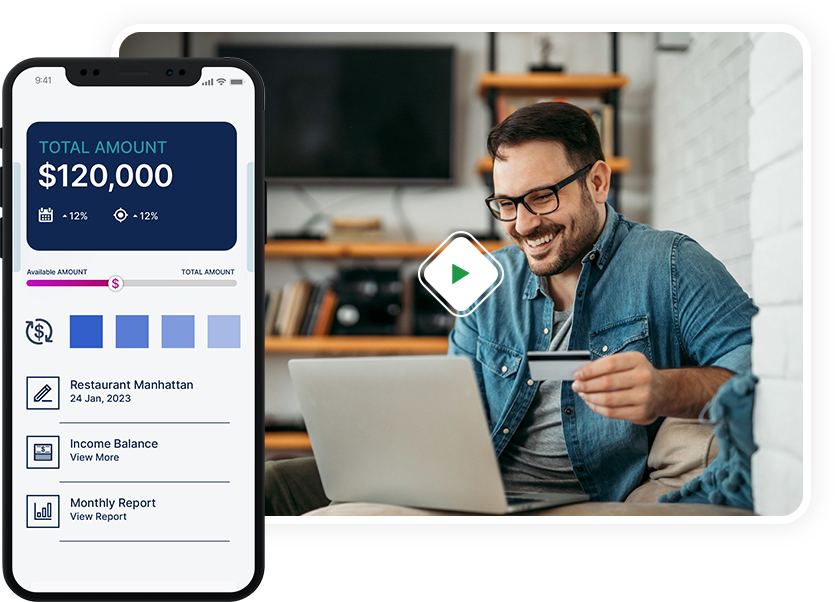 9:41
TOTAL AMOUNT
$120,000
12% 12%
Available AMOUNT TOTAL AMOUNT
$
$
Restaurant Manhattan
24 Jan, 2023
$
Income Balance
View More
Monthly Report
View Report